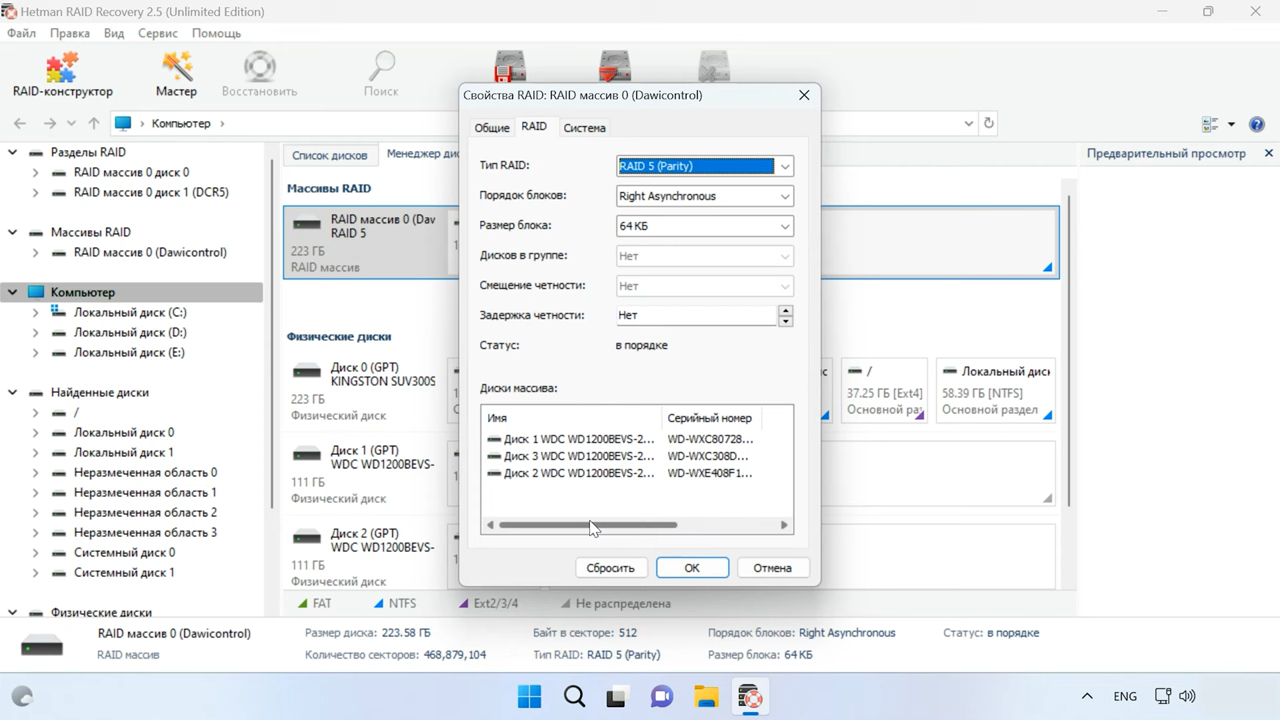 Hetman RAID Recovery 2.5 (Unlimited Edition)
Файл Правка Вид Сервис Помощь
RAID-конструктор Мастер Восстановить Поиск
Компьютер
Разделы RAID
RAID массив 0 диск 0
RAID массив 0 диск 1 (DCR5)
Массивы RAID
RAID массив 0 (Dawicontrol)
Компьютер
Локальный диск (C:)
Локальный диск (D:)
Локальный диск (E:)
Найденные диски
/
Локальный диск 0
Локальный диск 1
Неразмеченная область 0
Неразмеченная область 1
Неразмеченная область 2
Неразмеченная область 3
Системный диск 0
Системный диск 1
Физические диски
Список дисков Менеджер дис
Массивы RAID
RAID массив 0 (Daw
RAID 5
223 ГБ
RAID массив
Физические диски
Диск 0 (GPT)
KINGSTON SUV300S
223 ГБ
Физический диск
Диск 1 (GPT)
WDC WD1200BEVS-
111 ГБ
Физический диск
Диск 2 (GPT)
WDC WD1200BEVS-
111 ГБ
Физический диск
/
37.25 ГБ [Ext4]
Основной раз
Локальный диск
58.39 ГБ [NTFS]
Основной раздел
FAT NTFS Ext2/3/4 Не распределена
Предварительный просмотр
Свойства RAID: RAID массив 0 (Dawicontrol)
Общие RAID Система
Тип RAID: RAID 5 (Parity)
Порядок блоков: Right Asynchronous
Размер блока: 64 КБ
Дисков в группе: Нет
Смещение четности: Нет
Задержка четности: Нет
Статус: в порядке
Диски массива:
Имя Серийный номер
Диск 1 WDC WD1200BEVS-2... WD-WXC80728...
Диск 3 WDC WD1200BEVS-2... WD-WXC308D...
Диск 2 WDC WD1200BEVS-2... WD-WXE408F1...
Сбросить OK Отмена
RAID массив 0 (Dawicontrol) Размер диска: 223.58 ГБ Байт в секторе: 512 Порядок блоков: Right Asynchronous Статус: в порядке
RAID массив Количество секторов: 468,879,104 Тип RAID: RAID 5 (Parity) Размер блока: 64 КБ
ENG